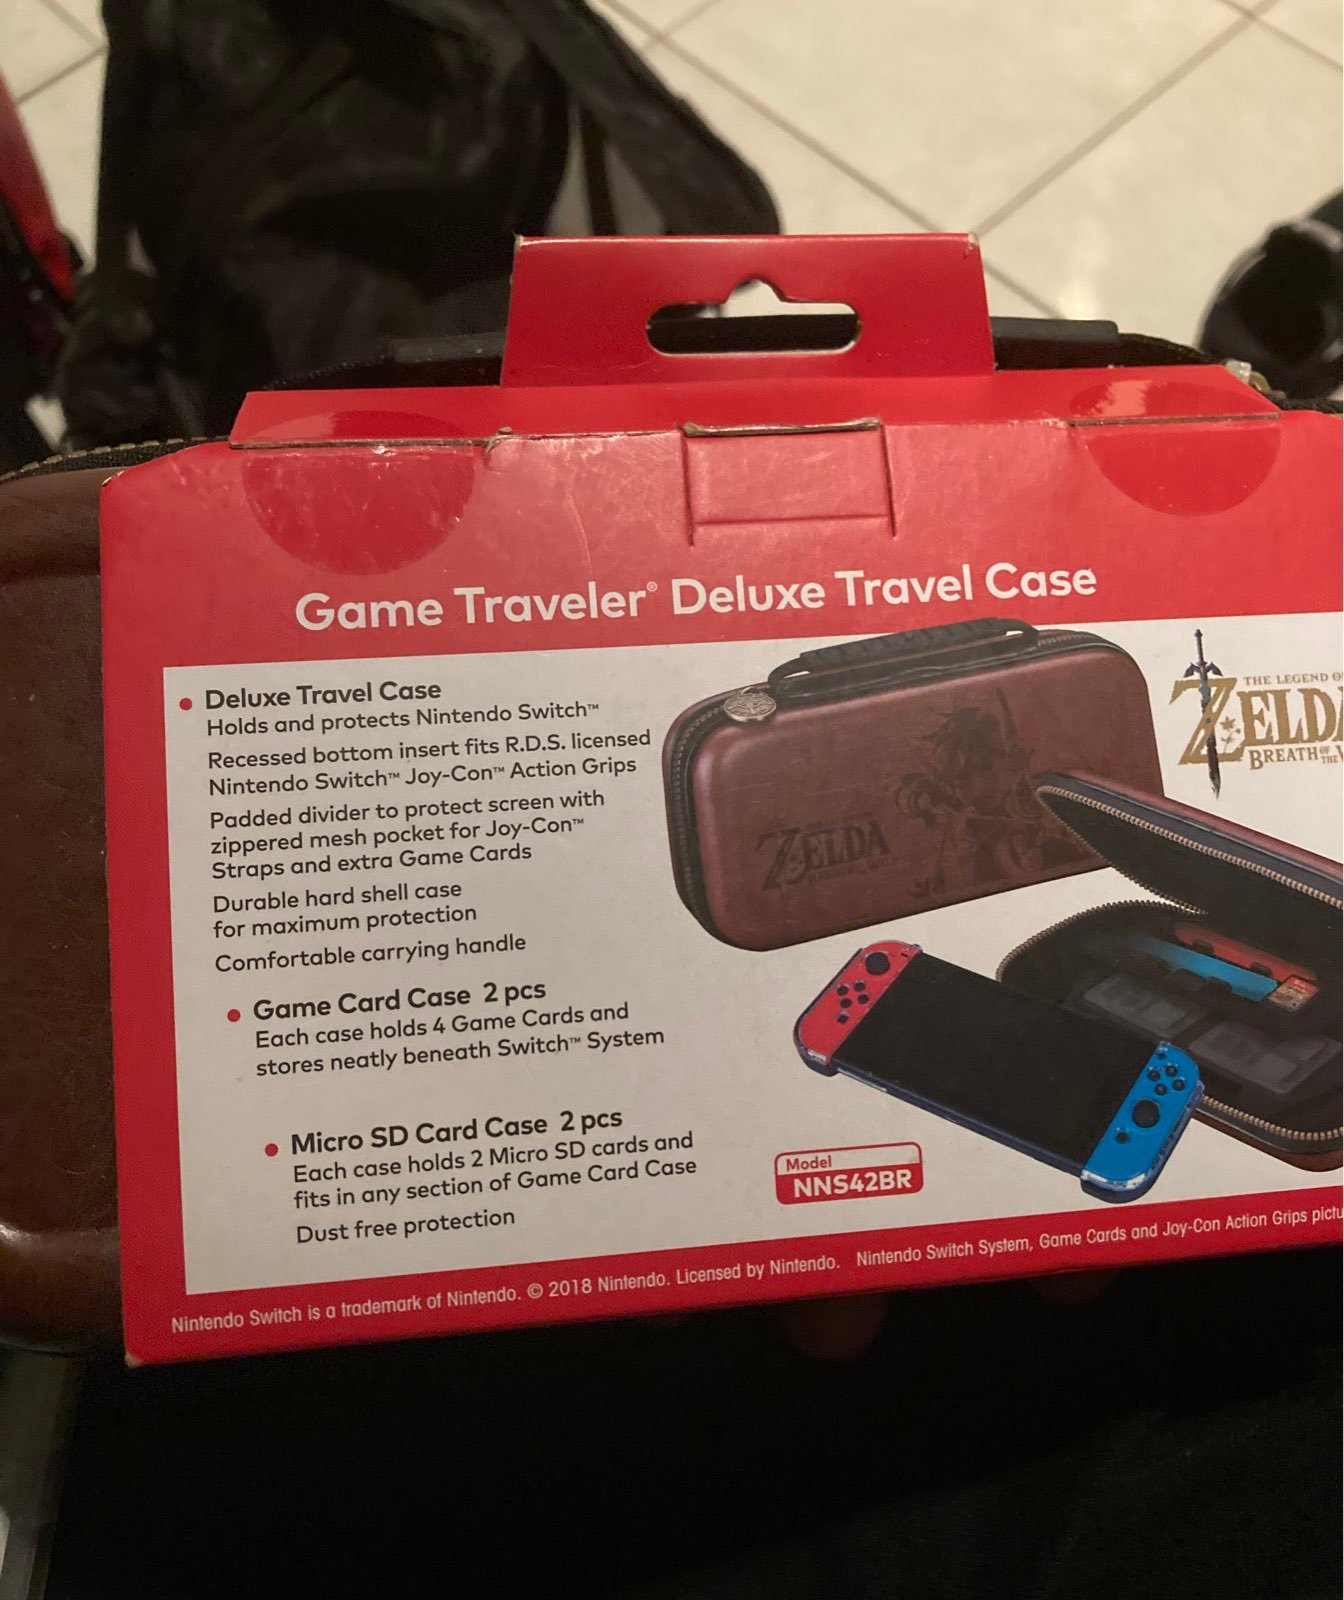 Game Traveler® Deluxe Travel Case
• Deluxe Travel Case
Holds and protects Nintendo Switch™
Recessed bottom insert fits R.D.S. licensed
Nintendo Switch™ Joy-Con™ Action Grips
Padded divider to protect screen with
zippered mesh pocket for Joy-Con™
Straps and extra Game Cards
Durable hard shell case
for maximum protection
Comfortable carrying handle
• Game Card Case 2 pcs
Each case holds 4 Game Cards and
stores neatly beneath Switch™ System
• Micro SD Card Case 2 pcs
Each case holds 2 Micro SD cards and
fits in any section of Game Card Case
Dust free protection
THE LEGEND
ZELDA
BREATH OF THE
ZELDA
Model
NNS42BR
Nintendo Switch is a trademark of Nintendo. © 2018 Nintendo. Licensed by Nintendo. Nintendo Switch System, Game Cards and Joy-Con Action Grips